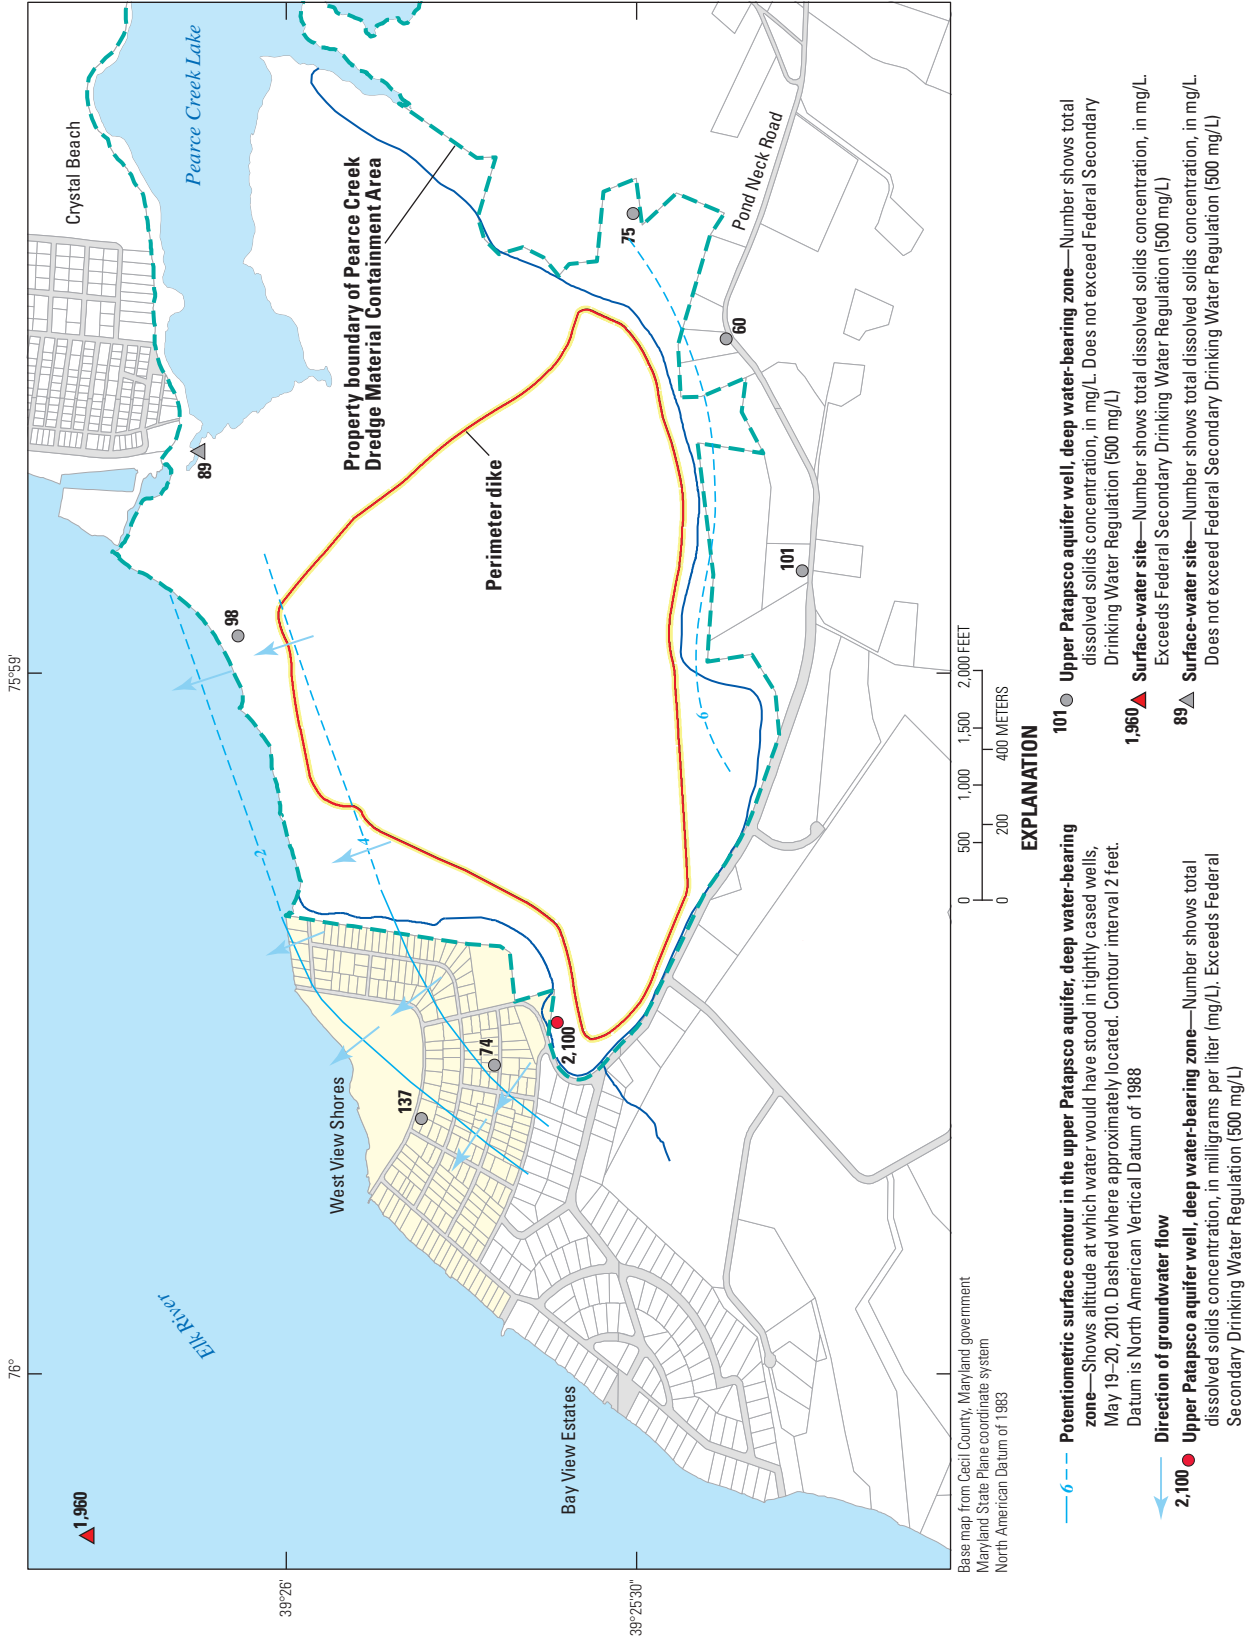 76°
75°59'
39°26'
39°25'30"
1,960
Elk River
Crystal Beach
Pearce Creek Lake
89
98
2
4
6
West View Shores
137
74
2,100
Bay View Estates
Property boundary of Pearce Creek
Dredge Material Containment Area
Perimeter dike
75
60
101
Pond Neck Road
Base map from Cecil County, Maryland government
Maryland State Plane coordinate system
North American Datum of 1983
0 500 1,000 1,500 2,000 FEET
0 200 400 METERS
EXPLANATION
6
Potentiometric surface contour in the upper Patapsco aquifer, deep water-bearing
zone—Shows altitude at which water would have stood in tightly cased wells,
May 19–20, 2010. Dashed where approximately located. Contour interval 2 feet.
Datum is North American Vertical Datum of 1988
Direction of groundwater flow
2,100 Upper Patapsco aquifer well, deep water-bearing zone—Number shows total
dissolved solids concentration, in milligrams per liter (mg/L). Exceeds Federal
Secondary Drinking Water Regulation (500 mg/L)
101 Upper Patapsco aquifer well, deep water-bearing zone—Number shows total
dissolved solids concentration, in mg/L. Does not exceed Federal Secondary
Drinking Water Regulation (500 mg/L)
1,960 Surface-water site—Number shows total dissolved solids concentration, in mg/L.
Exceeds Federal Secondary Drinking Water Regulation (500 mg/L)
89 Surface-water site—Number shows total dissolved solids concentration, in mg/L.
Does not exceed Federal Secondary Drinking Water Regulation (500 mg/L)